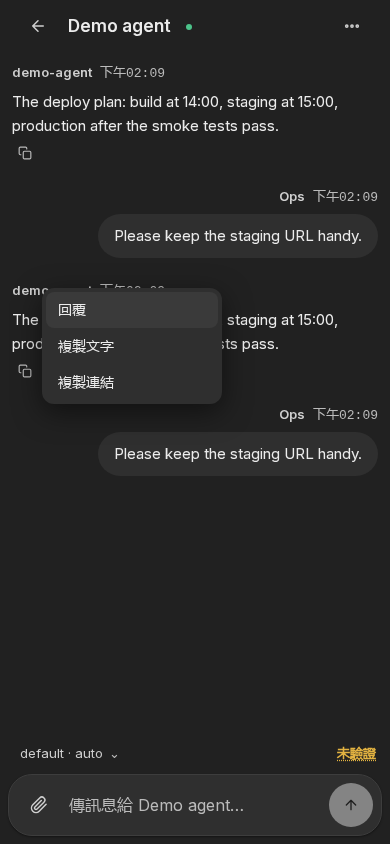 Demo agent
demo-agent 下午02:09
The deploy plan: build at 14:00, staging at 15:00,
production after the smoke tests pass.
Ops 下午02:09
Please keep the staging URL handy.
回覆
The staging at 15:00,
複製文字
pass.
複製連結
Ops 下午02:09
Please keep the staging URL handy.
default · auto
未驗證
傳訊息給 Demo agent…